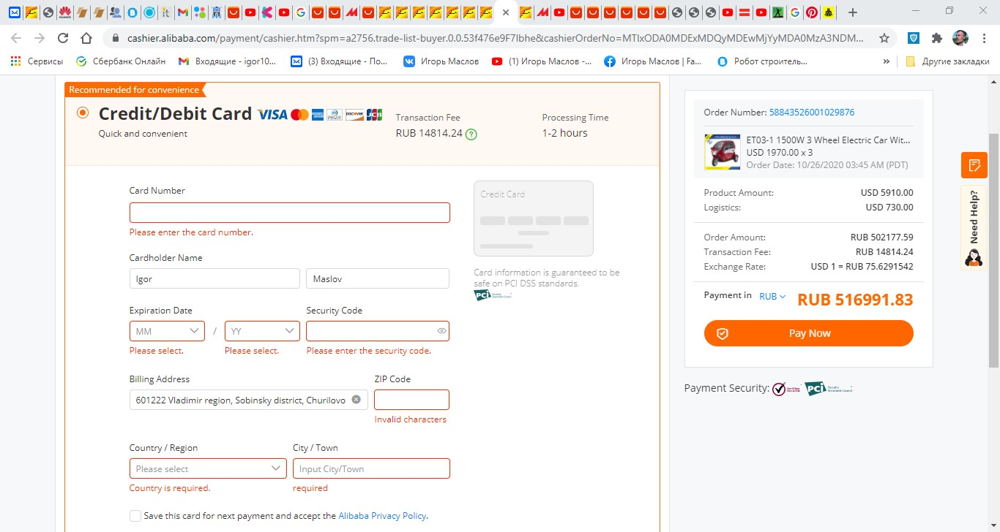 cashier.alibaba.com/payment/cashier.htm?spm=a2756.trade-list-buyer.0.0.53f476e9F7Ibhe&cashierOrderNo=MTIxODA0MDExMDQyMDEwMjYyMDA0MzA3NDM...
Сервисы
Сбербанк Онлайн
Входящие - igor10...
(3) Входящие - По...
Игорь Маслов
(1) Игорь Маслов -...
Игорь Маслов | Fa...
Робот строитель...
»
Другие закладки
Recommended for convenience
Credit/Debit Card VISA
Quick and convenient
Transaction Fee
RUB 14814.24
Processing Time
1-2 hours
Card Number
Please enter the card number.
Cardholder Name
Igor
Maslov
Expiration Date
Security Code
MM
/
YY
Please select.
Please select.
Please enter the security code.
Billing Address
ZIP Code
601222 Vladimir region, Sobinsky district, Churilovo
Invalid characters
Country / Region
City / Town
Please select
Input City/Town
Country is required.
required
Save this card for next payment and accept the Alibaba Privacy Policy.
Credit Card
Card information is guaranteed to be
safe on PCI DSS standards.
PCI
Order Number: 58843526001029876
ET03-1 1500W 3 Wheel Electric Car Wit...
USD 1970.00 x 3
Order Date: 10/26/2020 03:45 AM (PDT)
Product Amount: USD 5910.00
Logistics: USD 730.00
Order Amount: RUB 502177.59
Transaction Fee: RUB 14814.24
Exchange Rate: USD 1 = RUB 75.6291542
Payment in RUB RUB 516991.83
Pay Now
Payment Security:
PCI
Need Help?